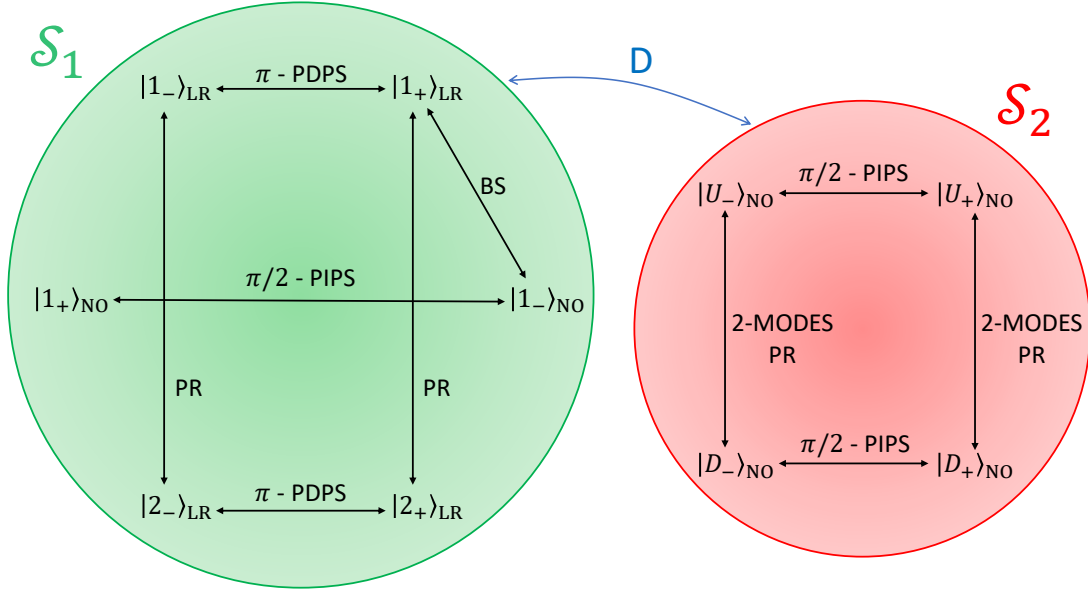 𝒮₁
D
𝒮₂
|1₋⟩LR
π - PDPS
|1₊⟩LR
BS
|U₋⟩NO
π/2 - PIPS
|U₊⟩NO
|1₊⟩NO
π/2 - PIPS
|1₋⟩NO
2-MODES
PR
2-MODES
PR
PR
PR
|D₋⟩NO
π/2 - PIPS
|D₊⟩NO
|2₋⟩LR
π - PDPS
|2₊⟩LR